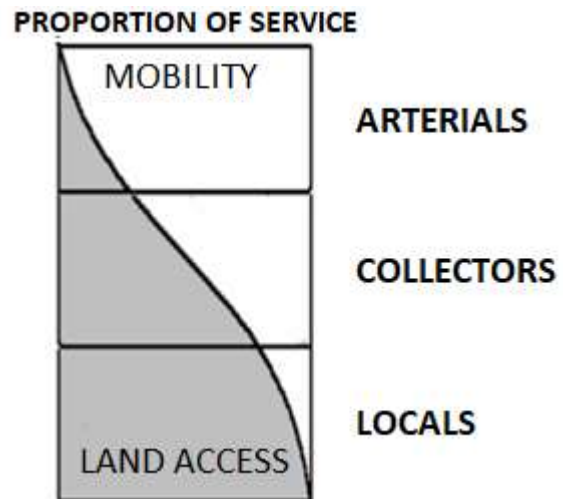 PROPORTION OF SERVICE
MOBILITY
ARTERIALS
COLLECTORS
LOCALS
LAND ACCESS